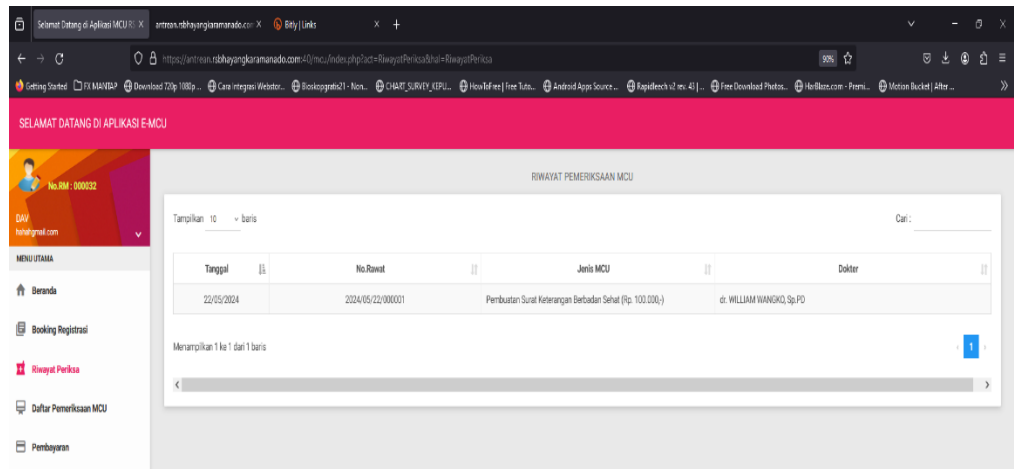 Selamat Datang di Aplikasi MCU RS
antrean.rsbhayangkaramanado.com
Bitly | Links
https://antrean.rsbhayangkaramanado.com:40/mcu/index.php?act=RiwayatPeriksa&hal=RiwayatPeriksa
90%
Getting Started
FX MANTAP
Download 720p 1080p ...
Cara Integrasi Webstor...
Bioskopgratis21 - Non...
CHART_SURVEY_KEPU...
HowToFree | Free Tuto...
Android Apps Source ...
Rapidleech v2 rev. 43 | ...
Free Download Photos...
HarBlaze.com - Premi...
Motion Bucket | After ...
SELAMAT DATANG DI APLIKASI E-MCU
No.RM : 000032
DAV
MENU UTAMA
Beranda
Booking Registrasi
Riwayat Periksa
Daftar Pemeriksaan MCU
Pembayaran
RIWAYAT PEMERIKSAAN MCU
Tampilkan 10 baris
Cari :
Tanggal No.Rawat Jenis MCU Dokter
22/05/2024 2024/05/22/000001 Pembuatan Surat Keterangan Berbadan Sehat (Rp. 100.000,-) dr. WILLIAM WANGKO, Sp.PD
Menampilkan 1 ke 1 dari 1 baris
1